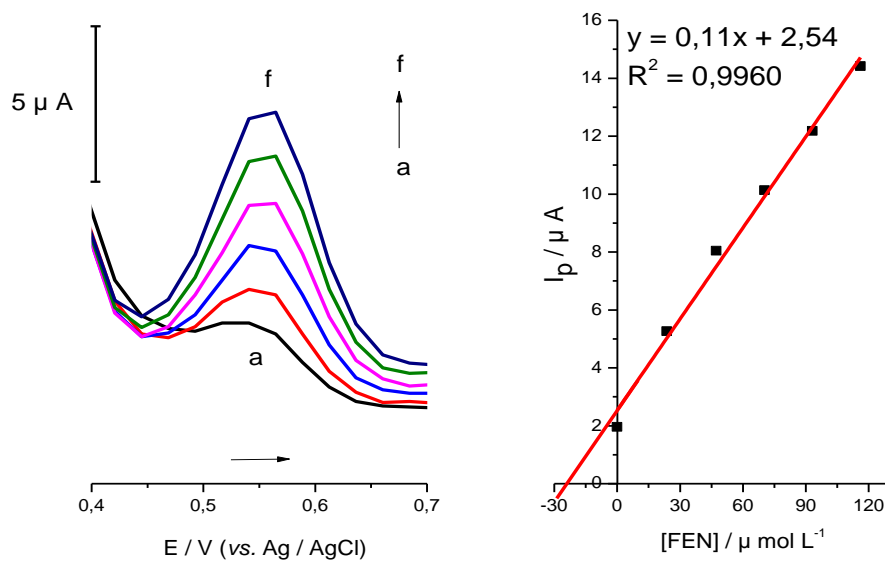 5 µ A
f
f
a
a
0,4
0,5
0,6
0,7
E / V (vs. Ag / AgCl)
y = 0,11x + 2,54
R² = 0,9960
16
14
12
10
8
6
4
2
0
I_p / µ A
-30
0
30
60
90
120
[FEN] / µ mol L⁻¹